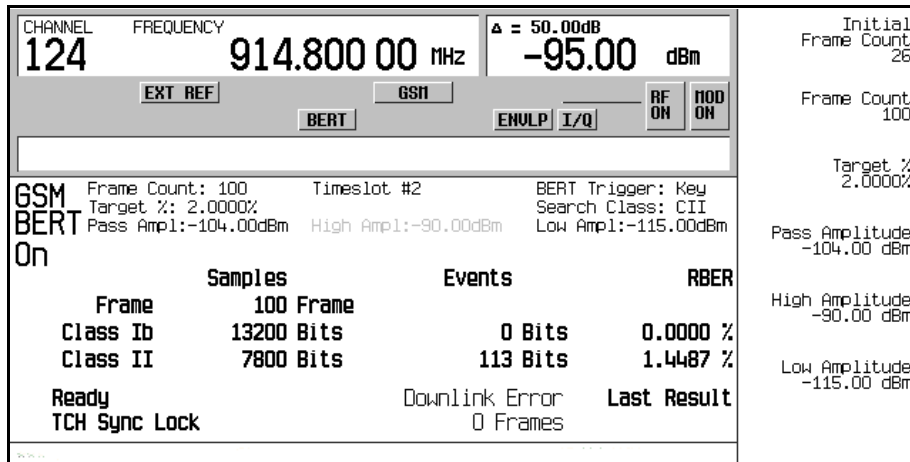 CHANNEL FREQUENCY Δ = 50.00dB
124 914.800 00 MHz -95.00 dBm
EXT REF GSM RF ON MOD ON
BERT ENVLP I/Q
GSM BERT On
Frame Count: 100 Timeslot #2 BERT Trigger: Key
Target %: 2.0000% Search Class: CII
Pass Ampl:-104.00dBm High Ampl:-90.00dBm Low Ampl:-115.00dBm
Samples Events RBER
Frame 100 Frame
Class Ib 13200 Bits 0 Bits 0.0000 %
Class II 7800 Bits 113 Bits 1.4487 %
Ready Downlink Error Last Result
TCH Sync Lock 0 Frames
Initial
Frame Count
26
Frame Count
100
Target %
2.0000%
Pass Amplitude
-104.00 dBm
High Amplitude
-90.00 dBm
Low Amplitude
-115.00 dBm